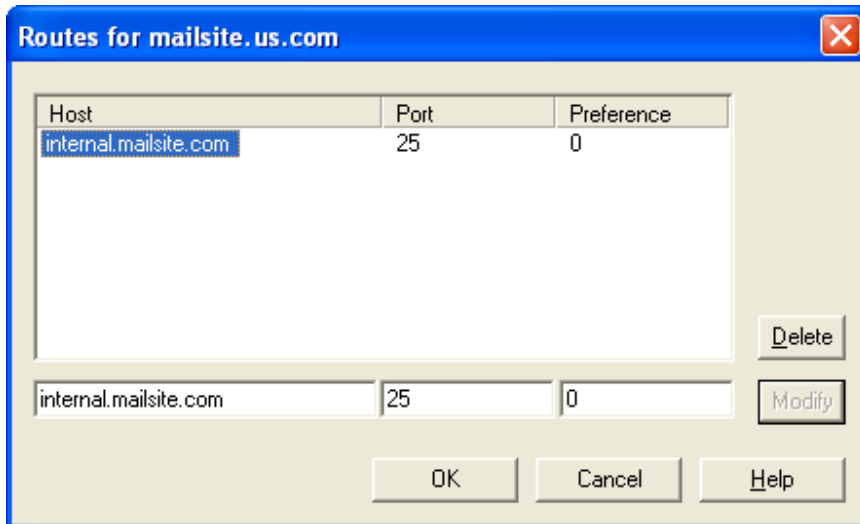 Routes for mailsite.us.com
Host Port Preference
internal.mailsite.com 25 0
Delete
internal.mailsite.com 25 0 Modify
OK Cancel Help